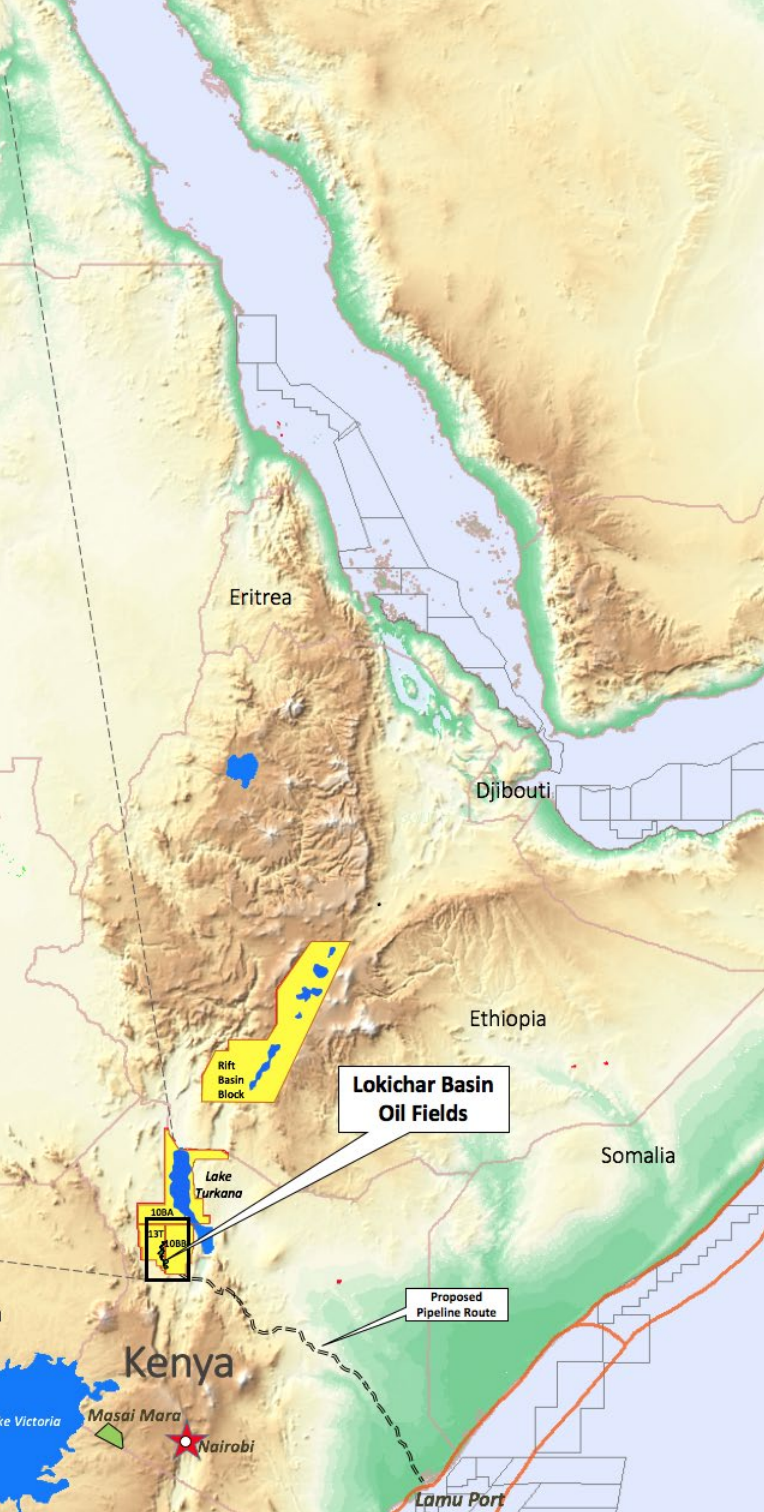 Eritrea
Djibouti
Ethiopia
Rift
Basin
Block
Lokichar Basin
Oil Fields
Somalia
Lake
Turkana
10BA
13T
10BB
Proposed
Pipeline Route
Kenya
ke Victoria
Masai Mara
Nairobi
Lamu Port